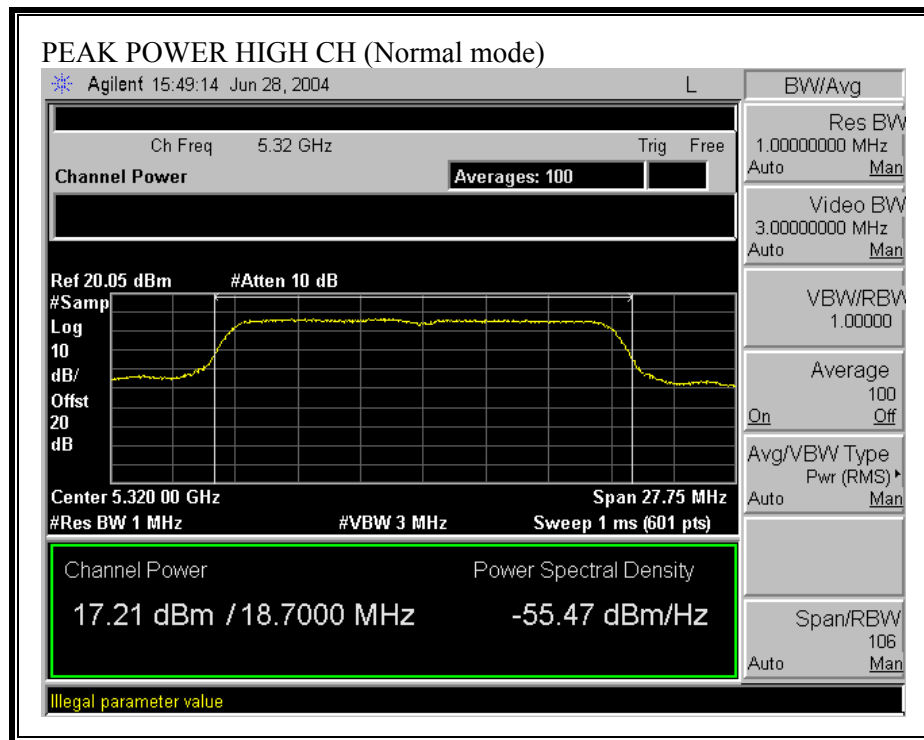 PEAK POWER HIGH CH (Normal mode)
Agilent 15:49:14 Jun 28, 2004 L
Ch Freq 5.32 GHz Trig Free
Channel Power Averages: 100
Ref 20.05 dBm #Atten 10 dB
#Samp
Log
10
dB/
Offst
20
dB
Center 5.320 00 GHz Span 27.75 MHz
#Res BW 1 MHz #VBW 3 MHz Sweep 1 ms (601 pts)
Channel Power Power Spectral Density
17.21 dBm / 18.7000 MHz -55.47 dBm/Hz
Illegal parameter value
BW/Avg
Res BW
1.00000000 MHz
Auto Man
Video BW
3.00000000 MHz
Auto Man
VBW/RBW
1.00000
Average
100
On Off
Avg/VBW Type
Pwr (RMS)
Auto Man
Span/RBW
106
Auto Man